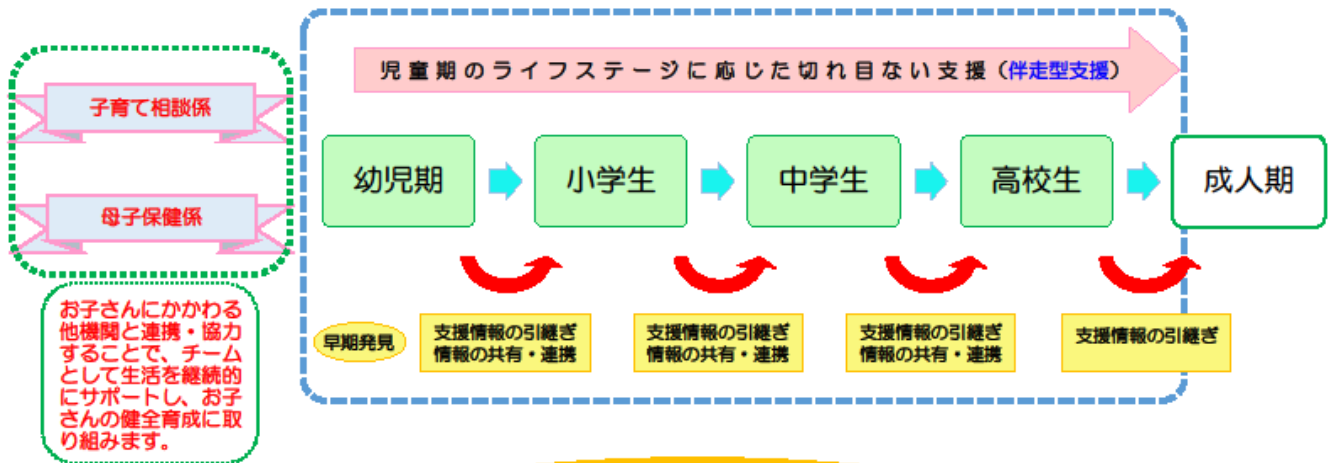 児童期のライフステージに応じた切れ目ない支援（伴走型支援）
子育て相談係
母子保健係
幼児期
小学生
中学生
高校生
成人期
お子さんにかかわる
他機関と連携・協力
することで、チーム
として生活を継続的
にサポートし、お子
さんの健全育成に取
り組みます。
早期発見
支援情報の引継ぎ
情報の共有・連携
支援情報の引継ぎ
情報の共有・連携
支援情報の引継ぎ
情報の共有・連携
支援情報の引継ぎ